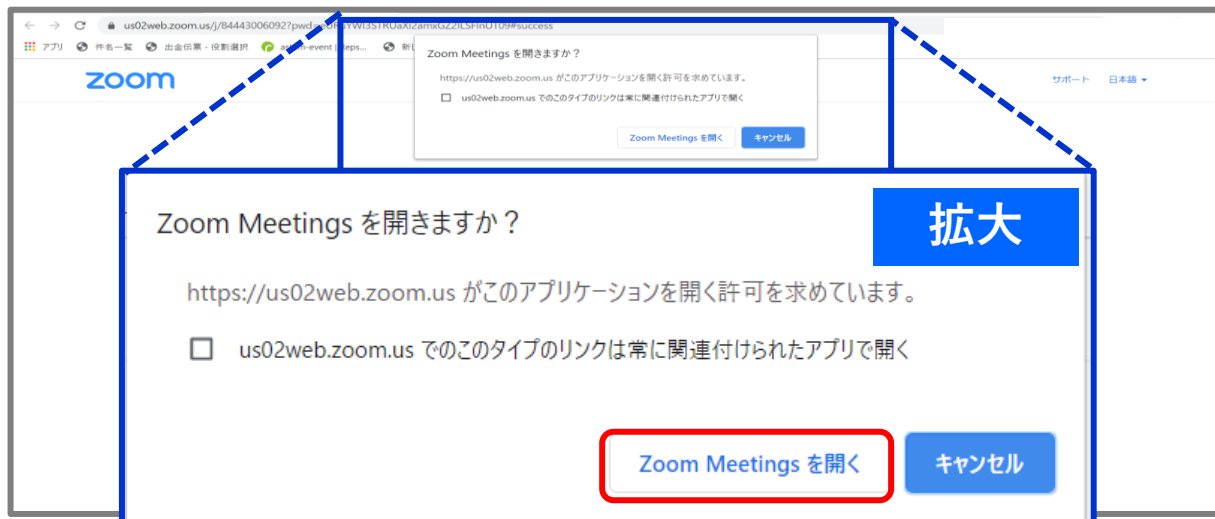 us02web.zoom.us/j/84443006092?pwd
#success
アプリ 件名一覧 出金伝票・役割選択
zoom
サポート 日本語
Zoom Meetings を開きますか？
https://us02web.zoom.us がこのアプリケーションを開く許可を求めています。
us02web.zoom.us でのこのタイプのリンクは常に関連付けられたアプリで開く
Zoom Meetings を開く キャンセル
拡大
Zoom Meetings を開きますか？
https://us02web.zoom.us がこのアプリケーションを開く許可を求めています。
us02web.zoom.us でのこのタイプのリンクは常に関連付けられたアプリで開く
Zoom Meetings を開く キャンセル